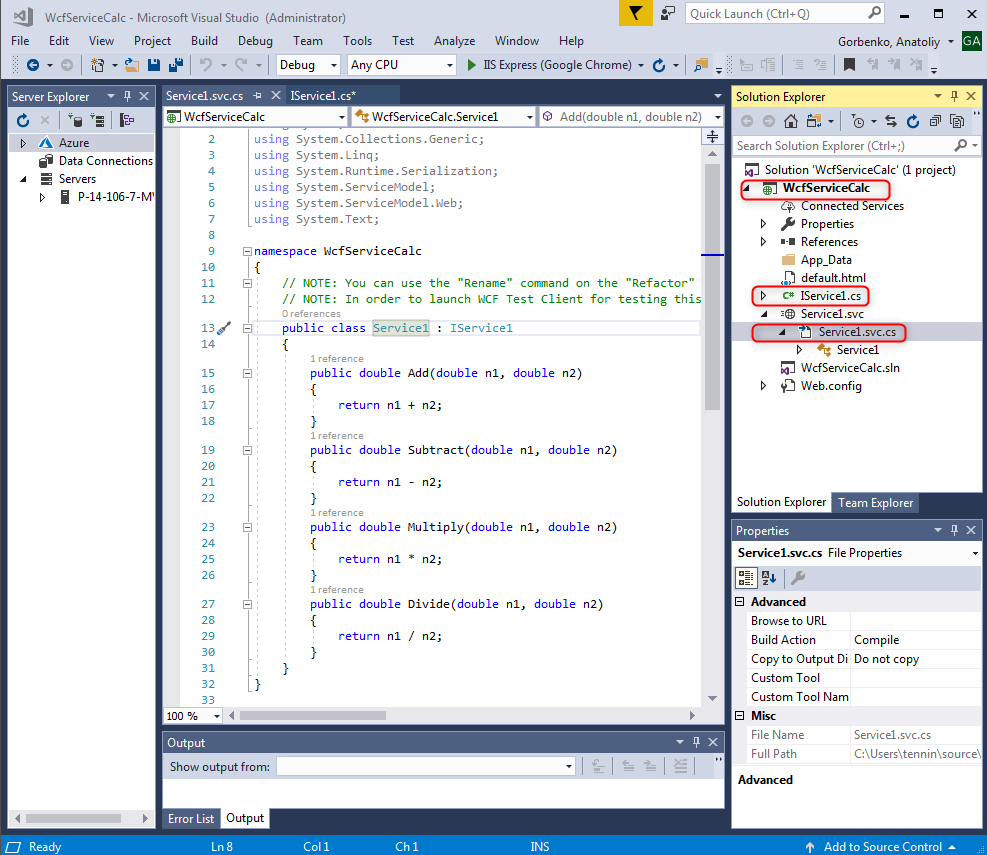 WcfServiceCalc - Microsoft Visual Studio (Administrator)
Quick Launch (Ctrl+Q)
File Edit View Project Build Debug Team Tools Test Analyze Window Help
Gorbenko, Anatoliy GA
Debug Any CPU IIS Express (Google Chrome)
Server Explorer
Azure
Data Connections
Servers
P-14-106-7-M
Service1.svc.cs IService1.cs*
WcfServiceCalc WcfServiceCalc.Service1 Add(double n1, double n2)
2 using System.Collections.Generic;
3 using System.Linq;
4 using System.Runtime.Serialization;
5 using System.ServiceModel;
6 using System.ServiceModel.Web;
7 using System.Text;
8
9 namespace WcfServiceCalc
10 {
11 // NOTE: You can use the "Rename" command on the "Refactor"
12 // NOTE: In order to launch WCF Test Client for testing this
0 references
13 public class Service1 : IService1
14 {
1 reference
15 public double Add(double n1, double n2)
16 {
17 return n1 + n2;
18 }
1 reference
19 public double Subtract(double n1, double n2)
20 {
21 return n1 - n2;
22 }
1 reference
23 public double Multiply(double n1, double n2)
24 {
25 return n1 * n2;
26 }
1 reference
27 public double Divide(double n1, double n2)
28 {
29 return n1 / n2;
30 }
31 }
32 }
33
100 %
Output
Show output from:
Error List Output
Solution Explorer
Search Solution Explorer (Ctrl+;)
Solution 'WcfServiceCalc' (1 project)
WcfServiceCalc
Connected Services
Properties
References
App_Data
default.html
C# IService1.cs
Service1.svc
Service1.svc.cs
Service1
WcfServiceCalc.sln
Web.config
Solution Explorer Team Explorer
Properties
Service1.svc.cs File Properties
Advanced
Browse to URL
Build Action Compile
Copy to Output Di Do not copy
Custom Tool
Custom Tool Nam
Misc
File Name Service1.svc.cs
Full Path C:\Users\tennin\source\
Advanced
Ready Ln 8 Col 1 Ch 1 INS Add to Source Control